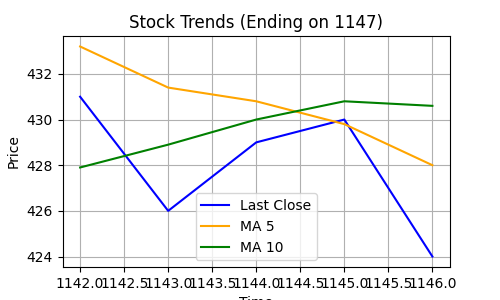 Stock Trends (Ending on 1147)
Price
432
430
428
426
424
Last Close
MA 5
MA 10
1142.0 1142.5 1143.0 1143.5 1144.0 1144.5 1145.0 1145.5 1146.0
Time